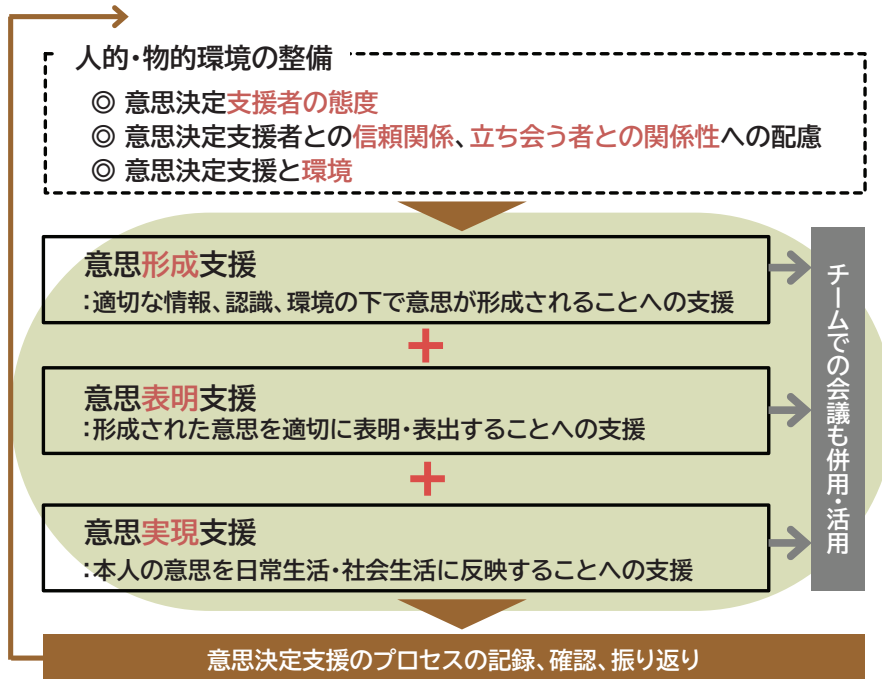 人的・物的環境の整備
◎ 意思決定支援者の態度
◎ 意思決定支援者との信頼関係、立ち会う者との関係性への配慮
◎ 意思決定支援と環境
意思形成支援
:適切な情報、認識、環境の下で意思が形成されることへの支援
+
意思表明支援
:形成された意思を適切に表明・表出することへの支援
+
意思実現支援
:本人の意思を日常生活・社会生活に反映することへの支援
チームでの会議も併用・活用
意思決定支援のプロセスの記録、確認、振り返り